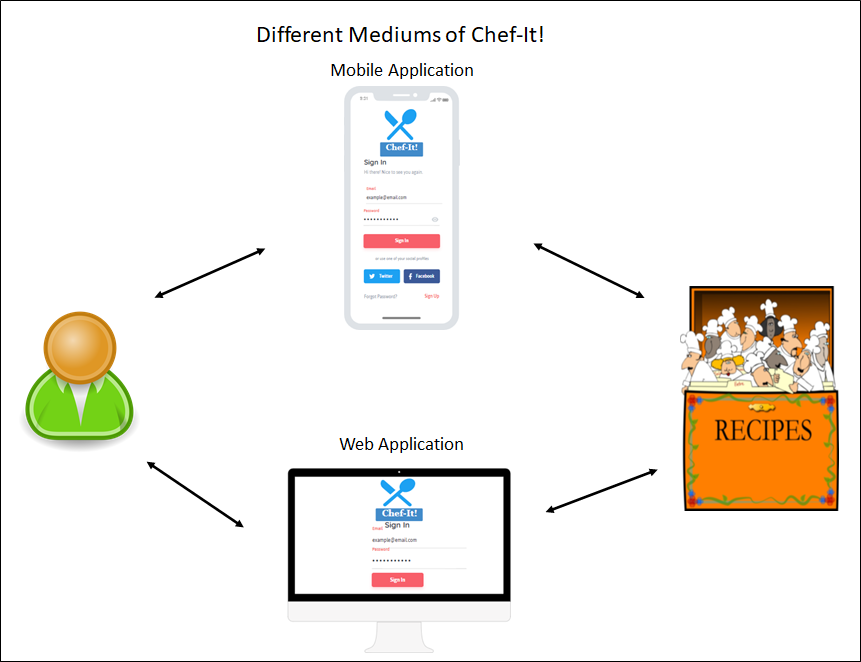 Different Mediums of Chef-It!
Mobile Application
8:21
Chef-It!
Sign In
Hi there! Nice to see you again.
Email
example@email.com
Password
Sign In
or use one of your social profiles
Twitter
Facebook
Forgot Password?
Sign Up
RECIPES
Web Application
Chef-It!
Sign In
Email
example@email.com
Password
Sign In